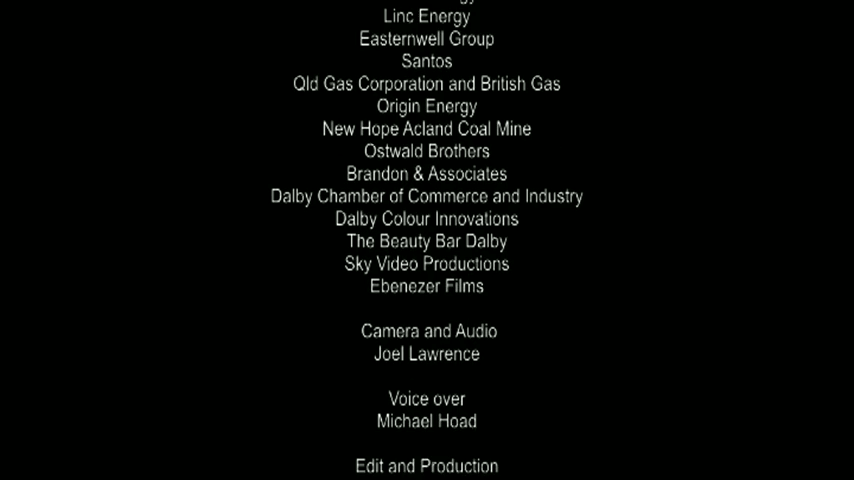 Linc Energy
Easternwell Group
Santos
Qld Gas Corporation and British Gas
Origin Energy
New Hope Acland Coal Mine
Ostwald Brothers
Brandon & Associates
Dalby Chamber of Commerce and Industry
Dalby Colour Innovations
The Beauty Bar Dalby
Sky Video Productions
Ebenezer Films
Camera and Audio
Joel Lawrence
Voice over
Michael Hoad
Edit and Production